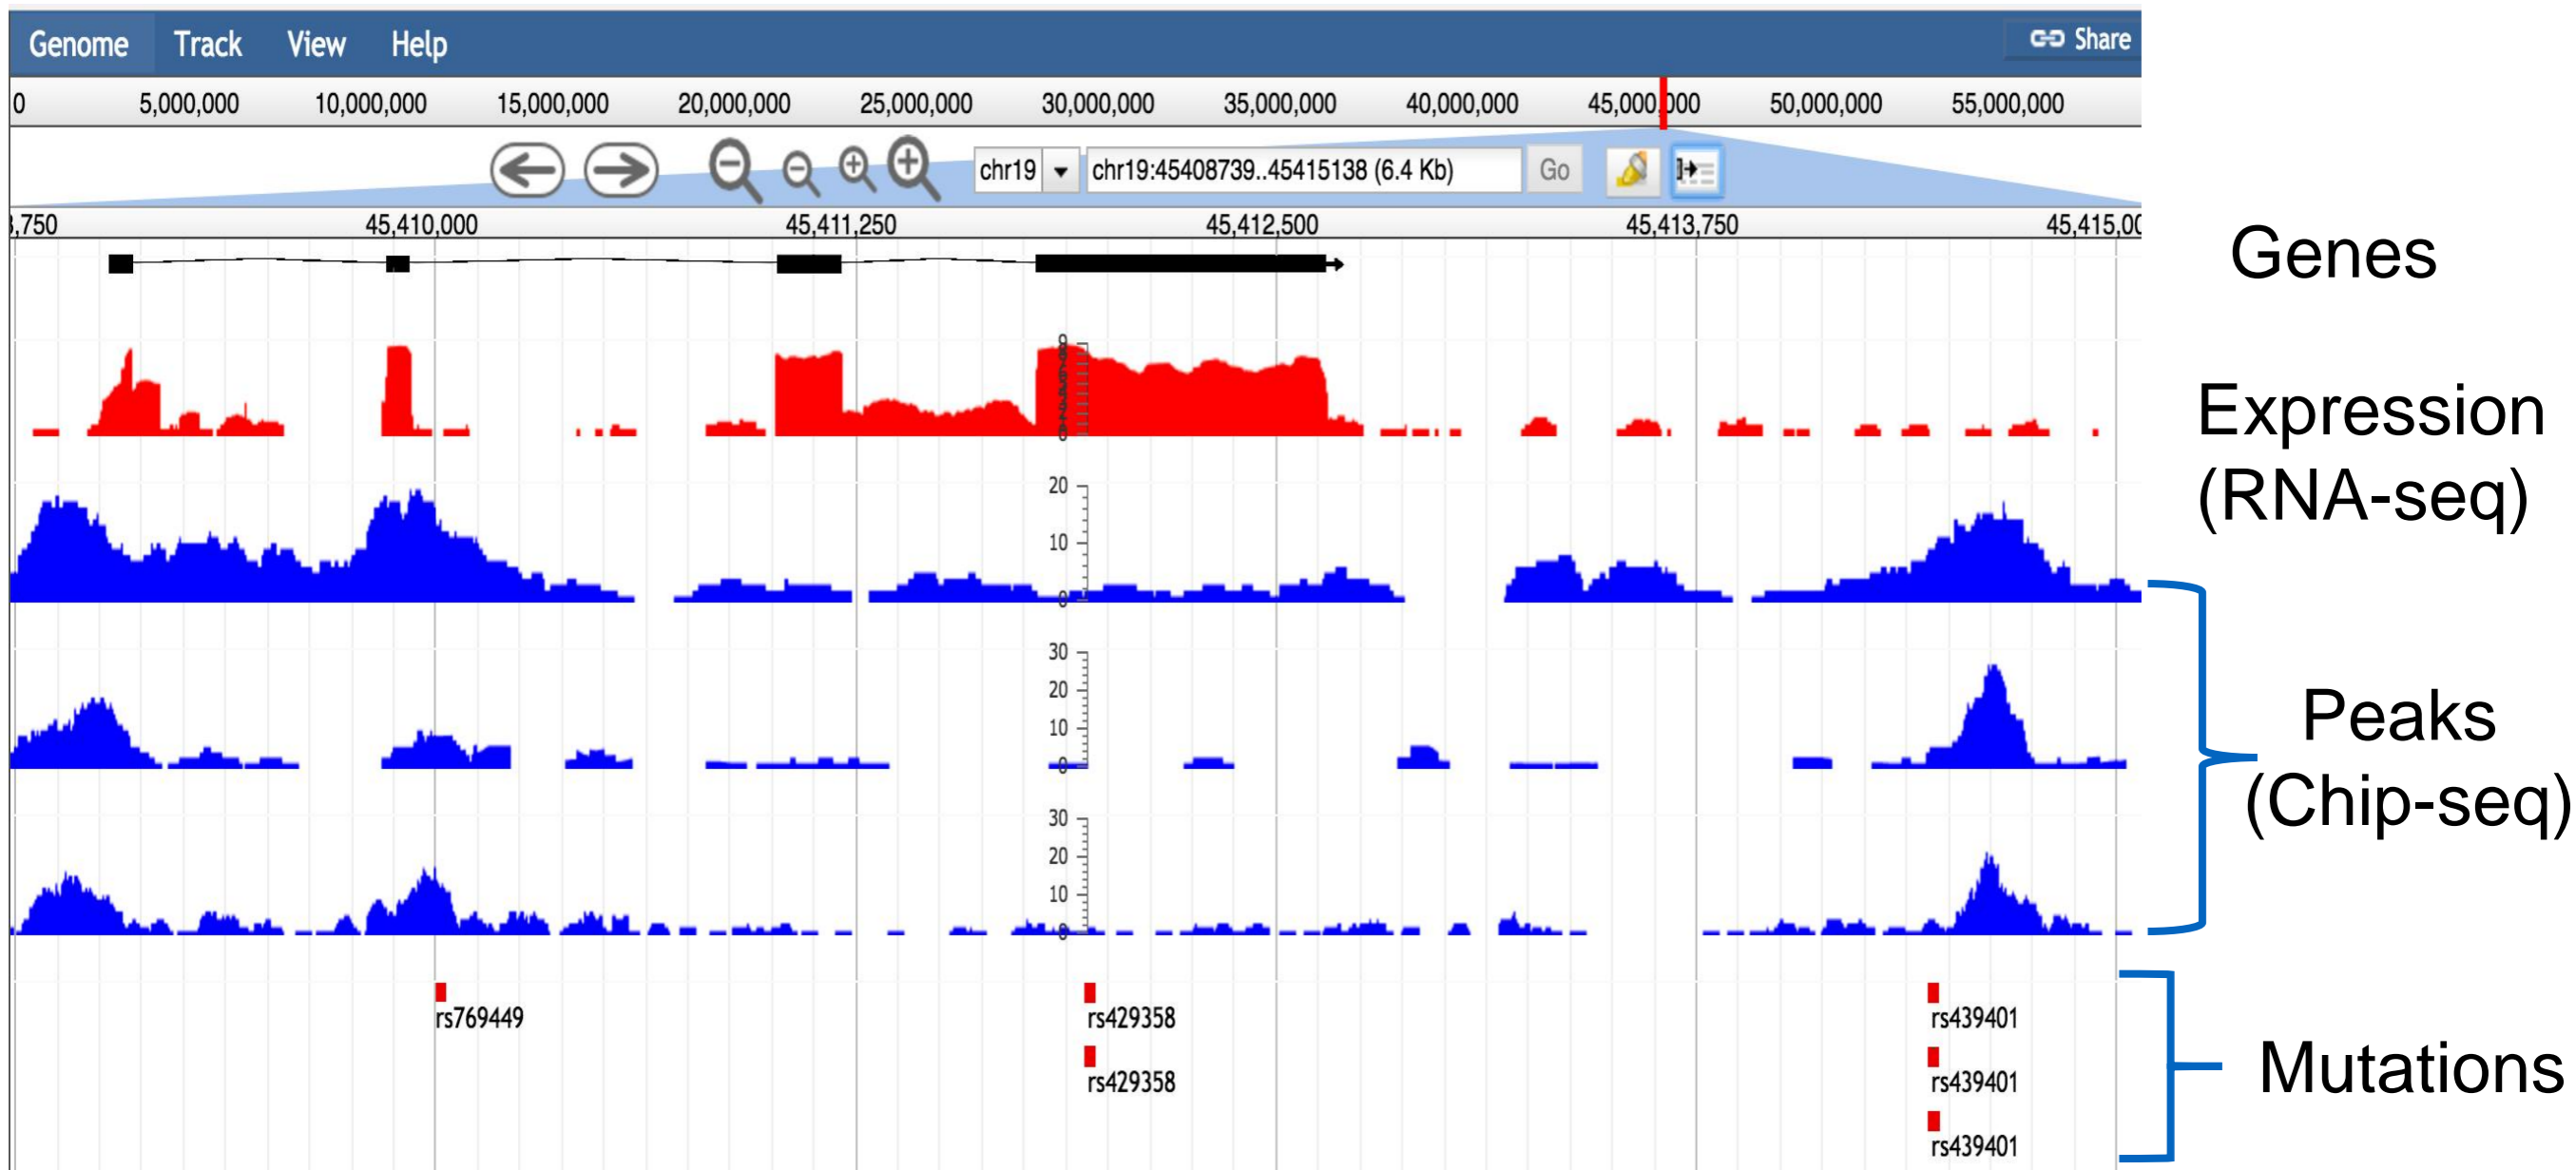 Genome Track View Help Share
0 5,000,000 10,000,000 15,000,000 20,000,000 25,000,000 30,000,000 35,000,000 40,000,000 45,000,000 50,000,000 55,000,000
chr19 chr19:45408739..45415138 (6.4 Kb) Go
,750 45,410,000 45,411,250 45,412,500 45,413,750 45,415,00
Genes
Expression
(RNA-seq)
20
10
0
30
20
10
0
Peaks
(Chip-seq)
30
20
10
0
rs769449 rs429358 rs439401
rs429358 rs439401
Mutations
rs439401